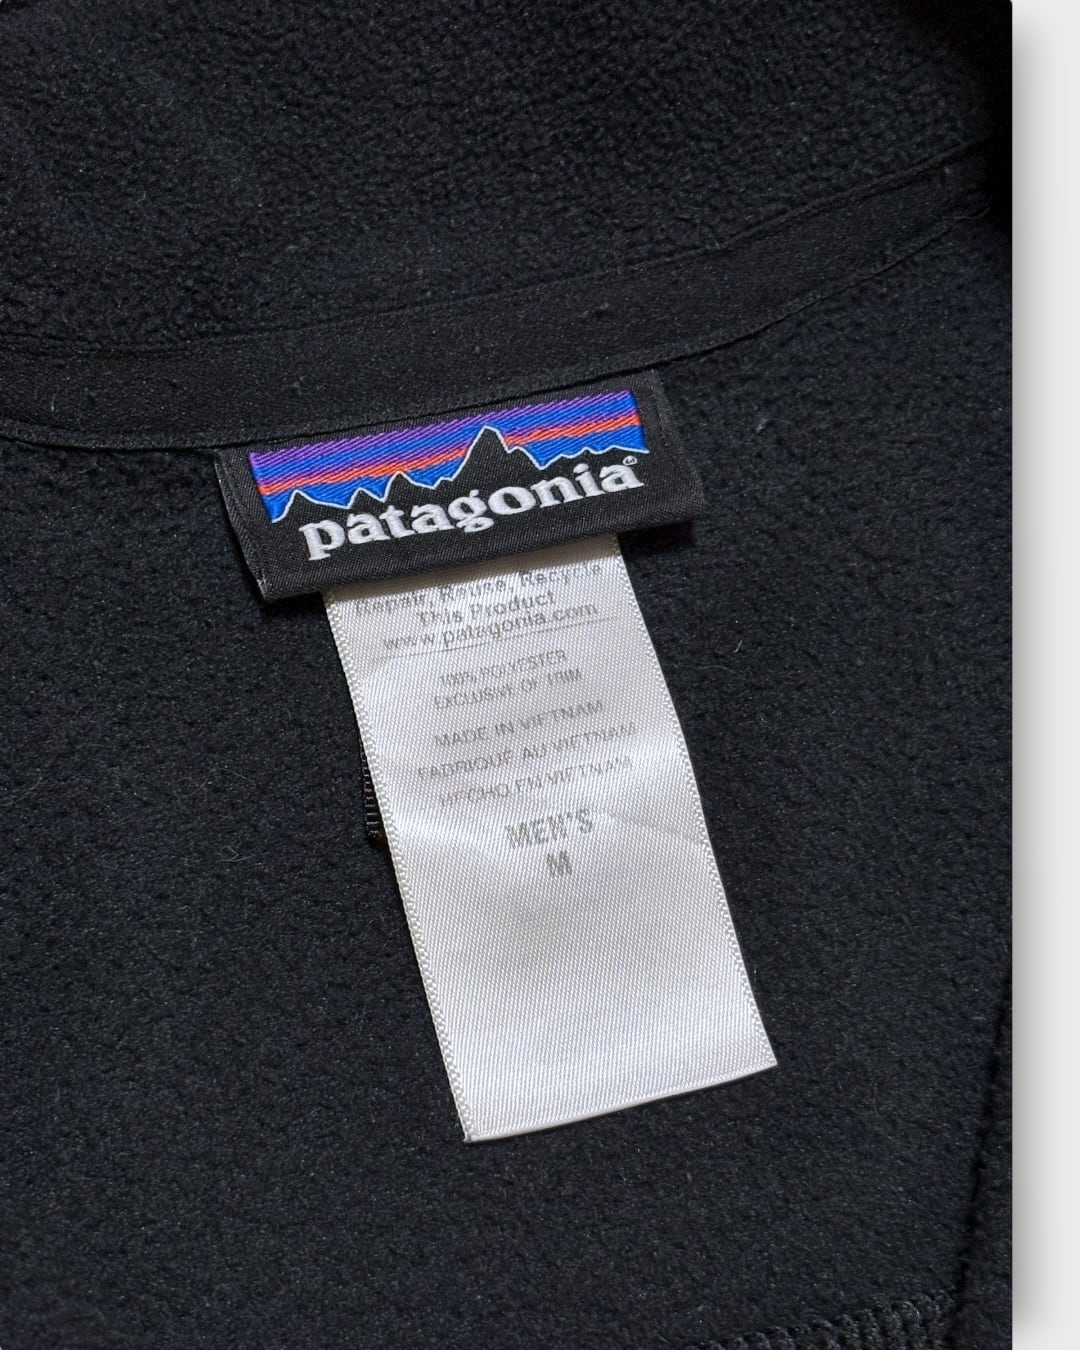 patagonia®
Repair, Reuse, Recycle
This Product
www.patagonia.com
100% POLYESTER
EXCLUSIVE OF TRIM
MADE IN VIETNAM
FABRIQUÉ AU VIETNAM
HECHO EN VIETNAM
MEN'S
M